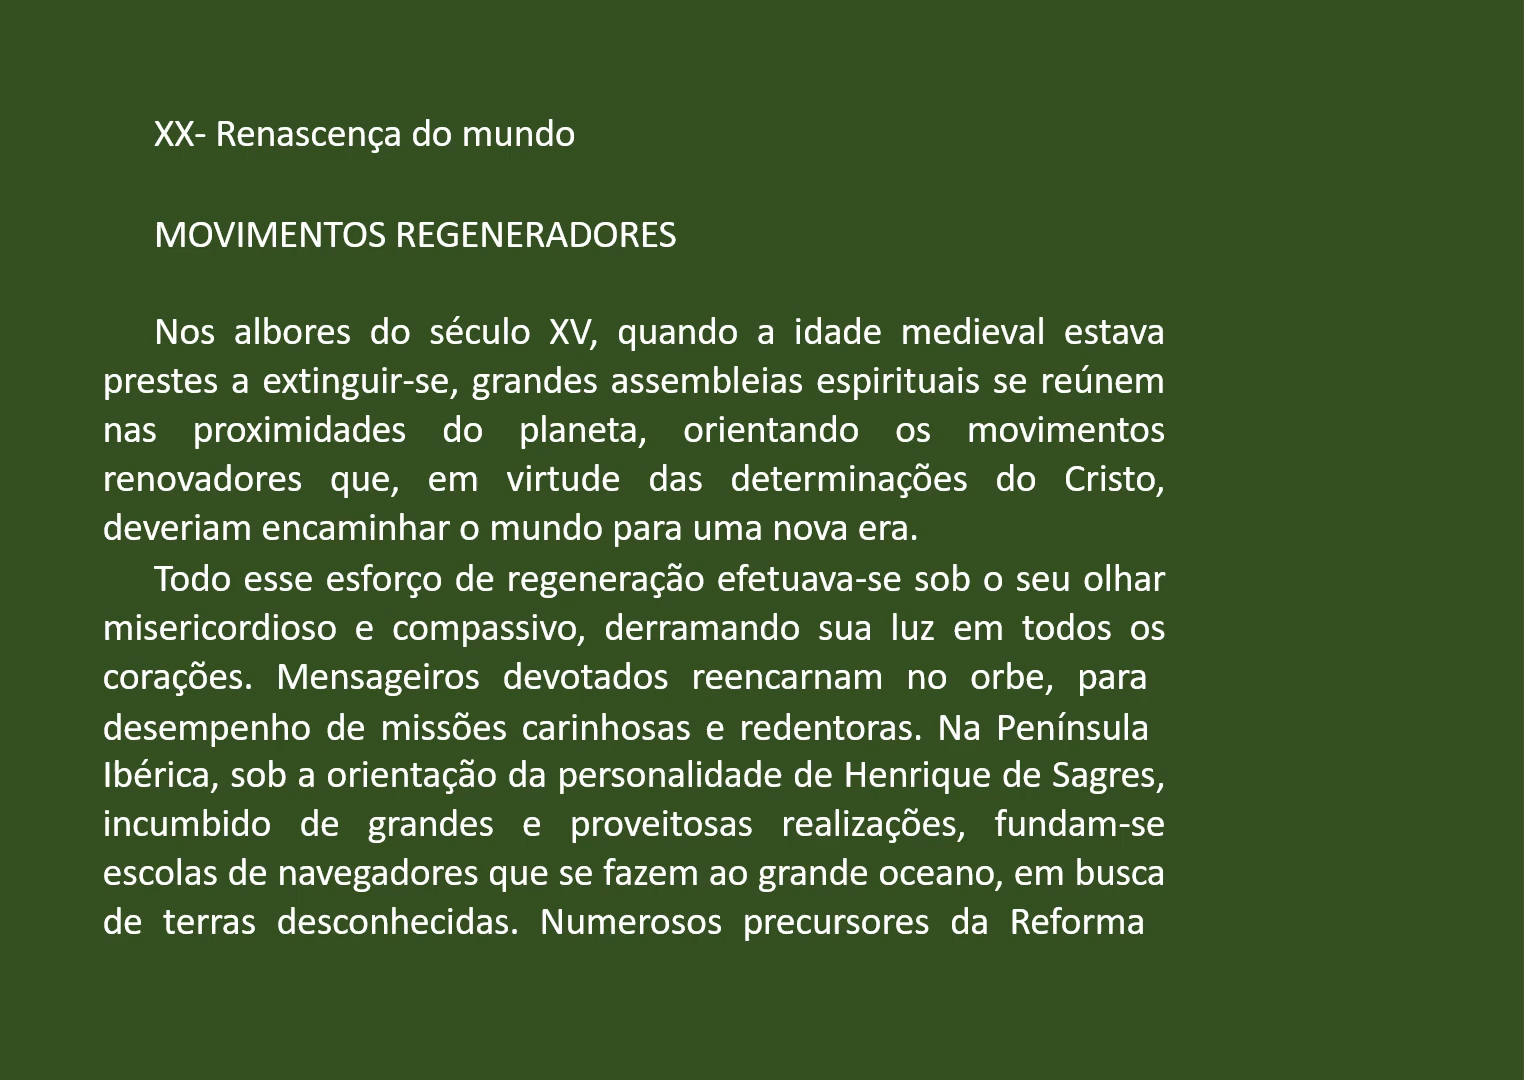 XX- Renascença do mundo
MOVIMENTOS REGENERADORES
Nos albores do século XV, quando a idade medieval estava
prestes a extinguir-se, grandes assembleias espirituais se reúnem
nas proximidades do planeta, orientando os movimentos
renovadores que, em virtude das determinações do Cristo,
deveriam encaminhar o mundo para uma nova era.
Todo esse esforço de regeneração efetuava-se sob o seu olhar
misericordioso e compassivo, derramando sua luz em todos os
corações. Mensageiros devotados reencarnam no orbe, para
desempenho de missões carinhosas e redentoras. Na Península
Ibérica, sob a orientação da personalidade de Henrique de Sagres,
incumbido de grandes e proveitosas realizações, fundam-se
escolas de navegadores que se fazem ao grande oceano, em busca
de terras desconhecidas. Numerosos precursores da Reforma